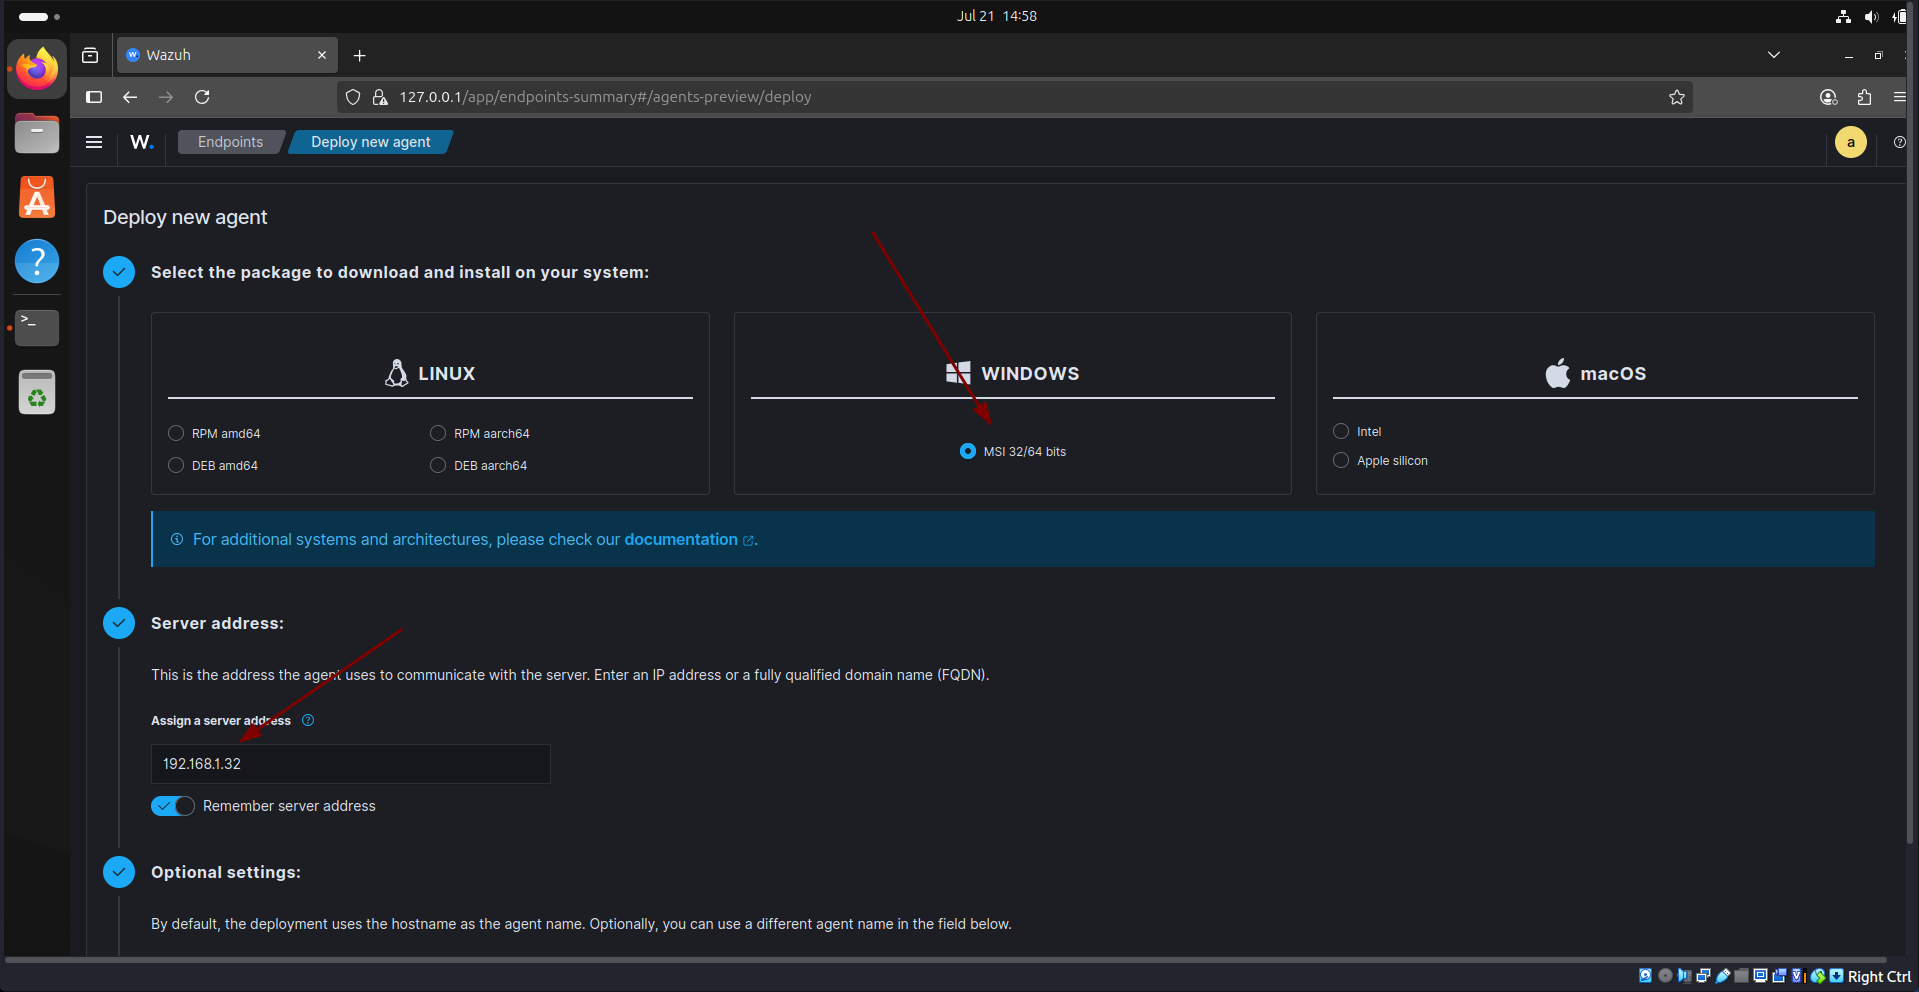 Jul 21 14:58
Wazuh
127.0.0.1/app/endpoints-summary#/agents-preview/deploy
W.
Endpoints
Deploy new agent
a
Deploy new agent
Select the package to download and install on your system:
LINUX
RPM amd64
RPM aarch64
DEB amd64
DEB aarch64
WINDOWS
MSI 32/64 bits
macOS
Intel
Apple silicon
For additional systems and architectures, please check our documentation.
Server address:
This is the address the agent uses to communicate with the server. Enter an IP address or a fully qualified domain name (FQDN).
Assign a server address
192.168.1.32
Remember server address
Optional settings:
By default, the deployment uses the hostname as the agent name. Optionally, you can use a different agent name in the field below.
Right Ctrl